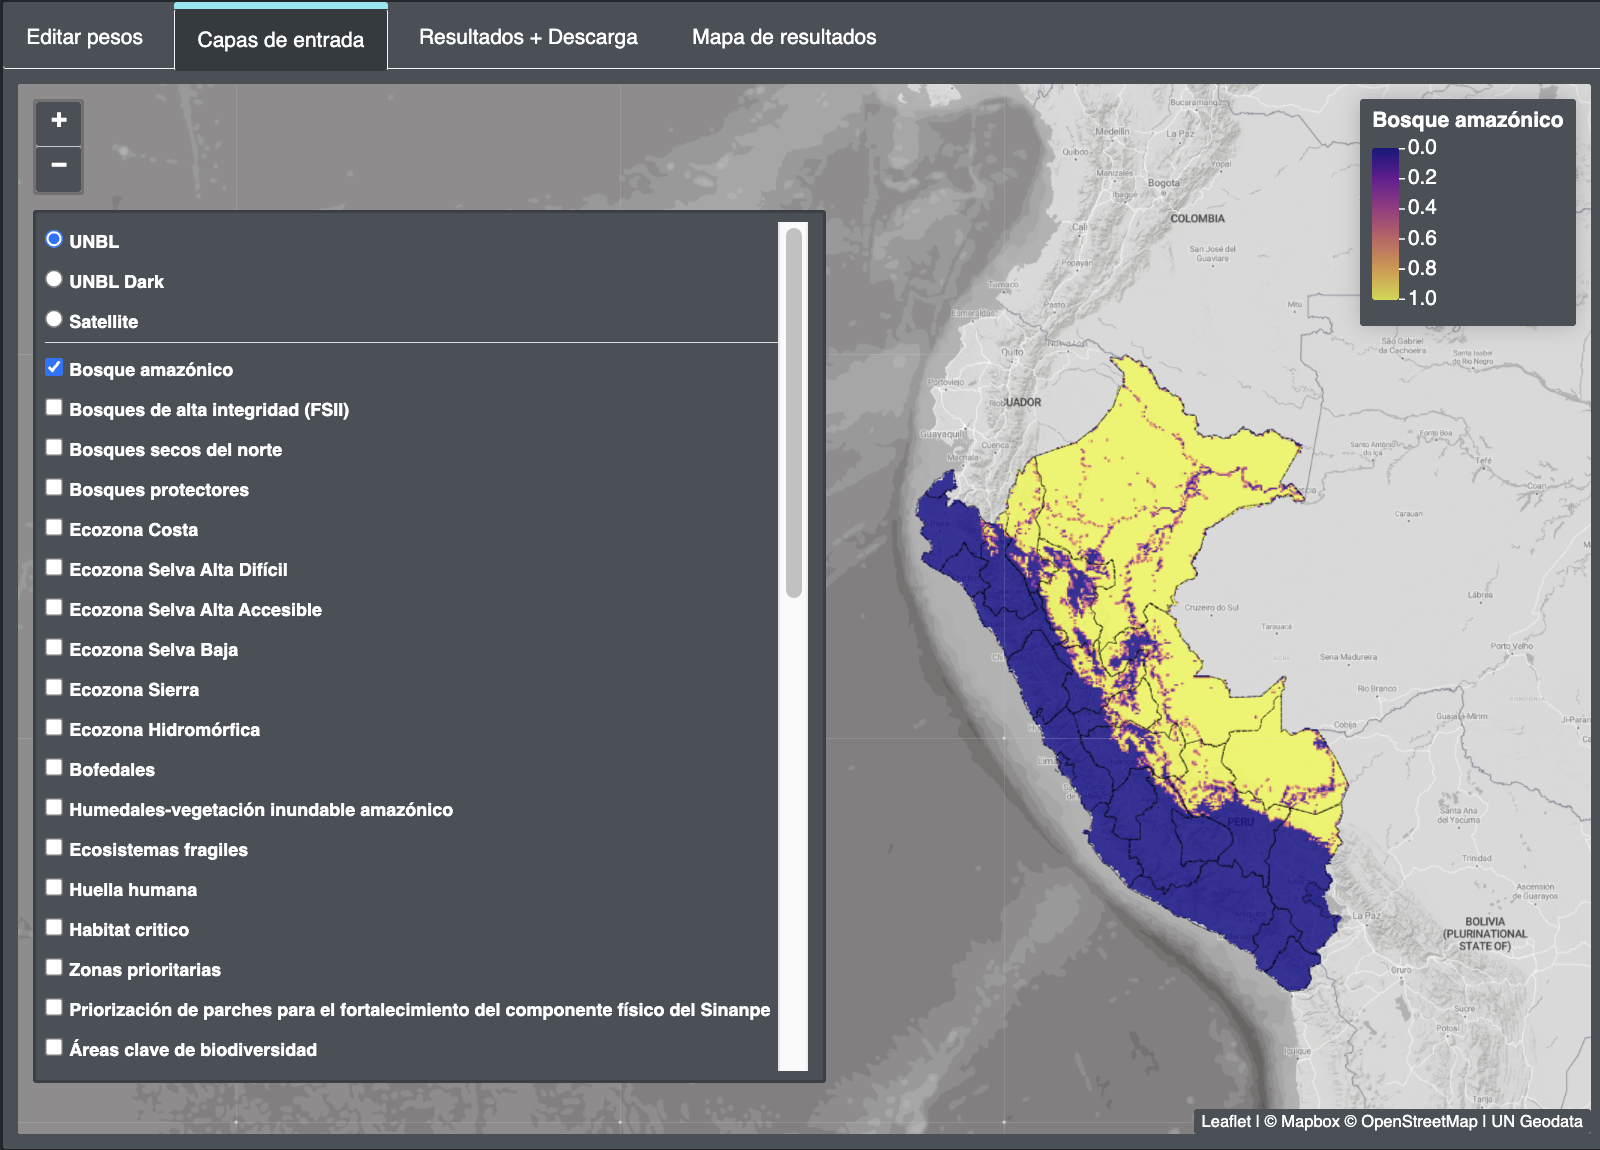 Editar pesos
Capas de entrada
Resultados + Descarga
Mapa de resultados
+
−
UNBL
UNBL Dark
Satellite
Bosque amazónico
Bosques de alta integridad (FSII)
Bosques secos del norte
Bosques protectores
Ecozona Costa
Ecozona Selva Alta Difícil
Ecozona Selva Alta Accesible
Ecozona Selva Baja
Ecozona Sierra
Ecozona Hidromórfica
Bofedales
Humedales-vegetación inundable amazónico
Ecosistemas fragiles
Huella humana
Habitat critico
Zonas prioritarias
Priorización de parches para el fortalecimiento del componente físico del Sinanpe
Áreas clave de biodiversidad
Bosque amazónico
0.0
0.2
0.4
0.6
0.8
1.0
Bucaramanga
Medellín
La Paz
Quibdó
Yopal
Manizales
Bogota
Ibagué
COLOMBIA
Cali
San José del
Guaviare
Popayán
Tumaco
Mitú
Pasto
Esmeraldas
São Gabriel
da Cachoeira
Nueva Loja
Quito
Santa Isabel
do Rio Negro
Portoviejo
UADOR
Guayaquil
Cuenca
Machala
Santo Antônio
do Içá
Fonte Boa
Tefé
Coari
Carauari
Cruzeiro do Sul
Lábrea
Tarauacá
Porto Velho
ACRE
Sena Madureira
Rio Branco
Guajará-Mirim
Ji-Paran
Cobija
Lima
PERU
Santa Ana
del Yacuma
Trinidad
Ascensión
de Guarayos
La Paz
BOLIVIA
(PLURINATIONAL
STATE OF)
Oruro
Sucre
Potosí
Iquique
Tarija
Leaflet | © Mapbox © OpenStreetMap | UN Geodata